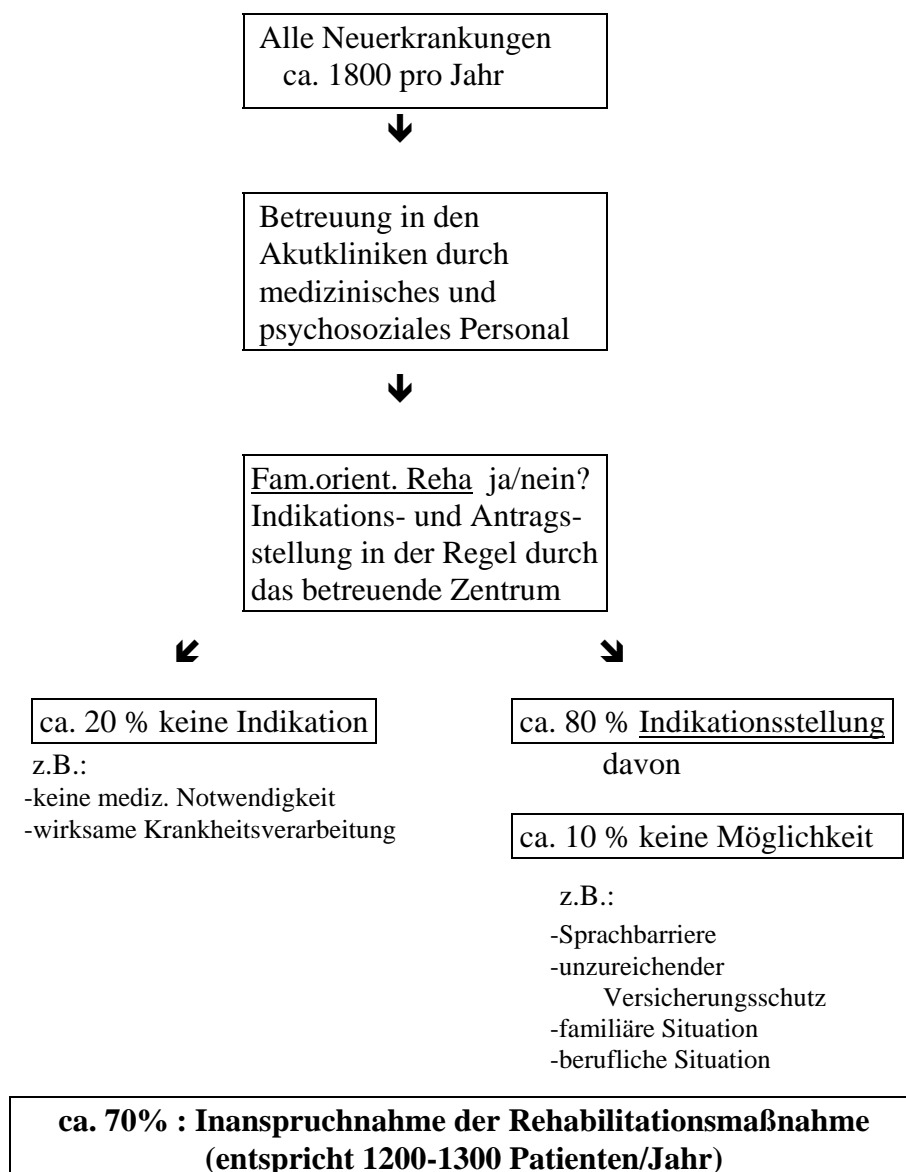 Alle Neuerkrankungen
ca. 1800 pro Jahr
Betreuung in den
Akutkliniken durch
medizinisches und
psychosoziales Personal
Fam.orient. Reha ja/nein?
Indikations- und Antrags-
stellung in der Regel durch
das betreuende Zentrum
ca. 20 % keine Indikation
z.B.:
-keine mediz. Notwendigkeit
-wirksame Krankheitsverarbeitung
ca. 80 % Indikationsstellung
davon
ca. 10 % keine Möglichkeit
z.B.:
-Sprachbarriere
-unzureichender
Versicherungsschutz
-familiäre Situation
-berufliche Situation
ca. 70% : Inanspruchnahme der Rehabilitationsmaßnahme
(entspricht 1200-1300 Patienten/Jahr)